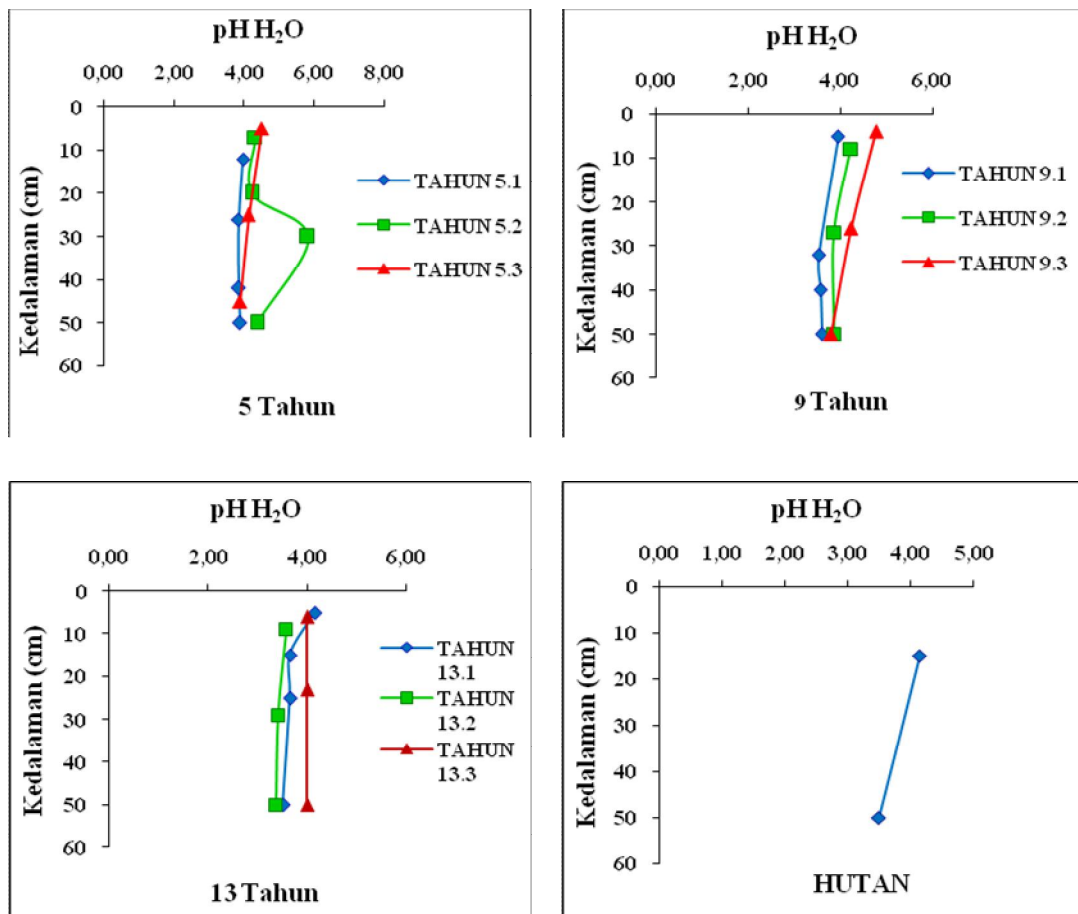 pH H₂O
0,00 2,00 4,00 6,00 8,00
0
10
20
30
40
50
60
Kedalaman (cm)
TAHUN 5.1
TAHUN 5.2
TAHUN 5.3
5 Tahun
pH H₂O
0,00 2,00 4,00 6,00
0
10
20
30
40
50
60
Kedalaman (cm)
TAHUN 9.1
TAHUN 9.2
TAHUN 9.3
9 Tahun
pH H₂O
0,00 2,00 4,00 6,00
0
10
20
30
40
50
60
Kedalaman (cm)
TAHUN
13.1
TAHUN
13.2
TAHUN
13.3
13 Tahun
pH H₂O
0,00 1,00 2,00 3,00 4,00 5,00
0
10
20
30
40
50
60
Kedalaman (cm)
HUTAN